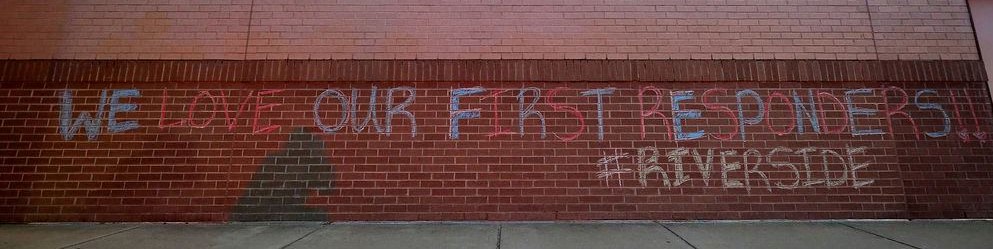 WE LOVE OUR FIRST RESPONDERS!!
#RIVERSIDE